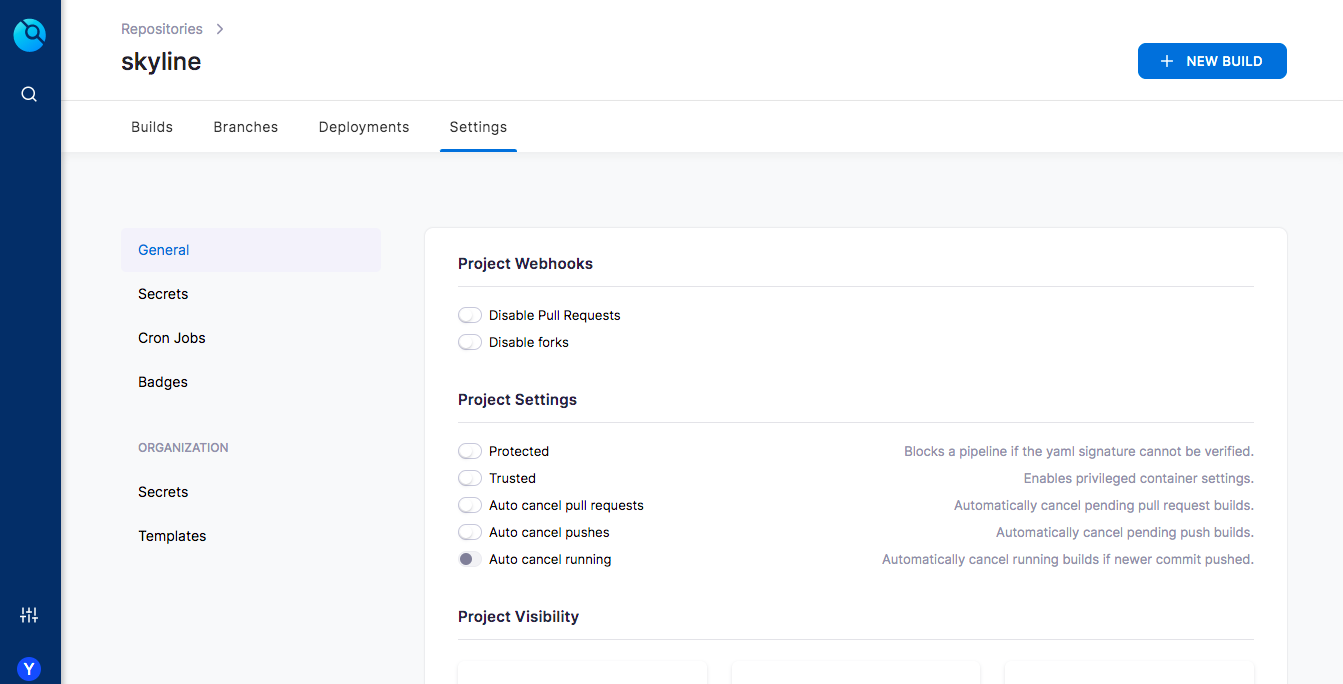 Repositories
skyline
NEW BUILD
Builds
Branches
Deployments
Settings
General
Secrets
Cron Jobs
Badges
ORGANIZATION
Secrets
Templates
Y
Project Webhooks
Disable Pull Requests
Disable forks
Project Settings
Protected Blocks a pipeline if the yaml signature cannot be verified.
Trusted Enables privileged container settings.
Auto cancel pull requests Automatically cancel pending pull request builds.
Auto cancel pushes Automatically cancel pending push builds.
Auto cancel running Automatically cancel running builds if newer commit pushed.
Project Visibility